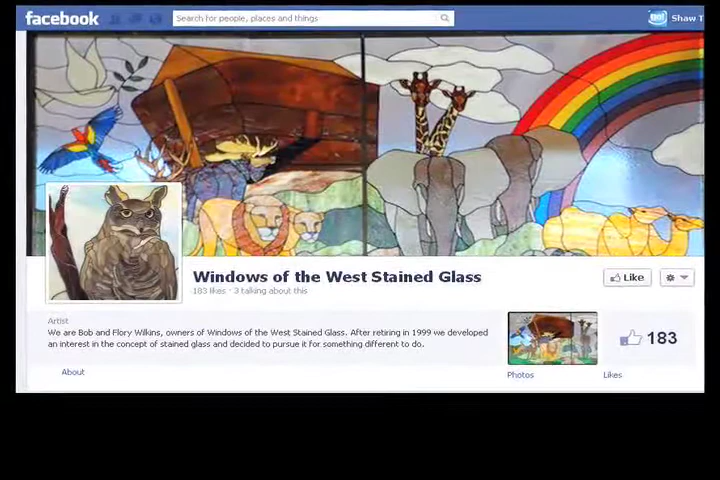 facebook
Search for people, places and things
Shaw T
Windows of the West Stained Glass
183 likes · 3 talking about this
Like
Artist
We are Bob and Flory Wilkins, owners of Windows of the West Stained Glass. After retiring in 1999 we developed
an interest in the concept of stained glass and decided to pursue it for something different to do.
183
About
Photos
Likes